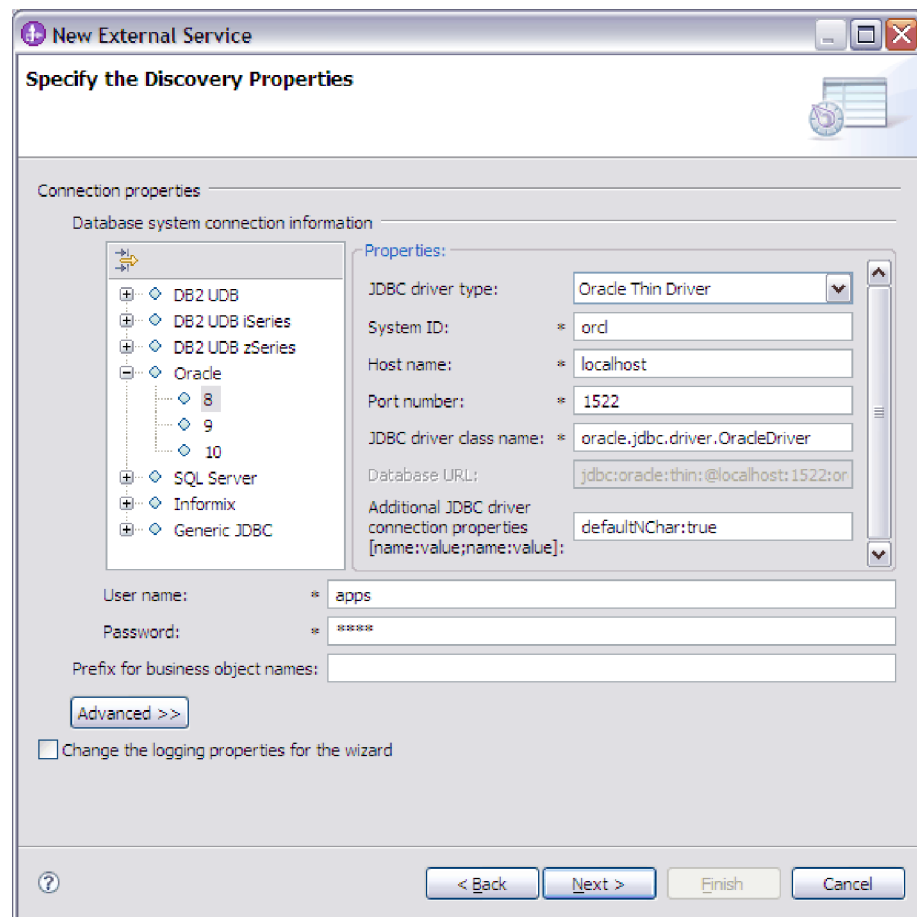 New External Service
Specify the Discovery Properties
Connection properties
Database system connection information
DB2 UDB
DB2 UDB iSeries
DB2 UDB zSeries
Oracle
8
9
10
SQL Server
Informix
Generic JDBC
Properties:
JDBC driver type: Oracle Thin Driver
System ID: * orcl
Host name: * localhost
Port number: * 1522
JDBC driver class name: * oracle.jdbc.driver.OracleDriver
Database URL: jdbc:oracle:thin:@localhost:1522:or
Additional JDBC driver
connection properties
[name:value;name:value]: defaultNChar:true
User name: * apps
Password: * ****
Prefix for business object names:
Advanced >>
Change the logging properties for the wizard
? < Back Next > Finish Cancel